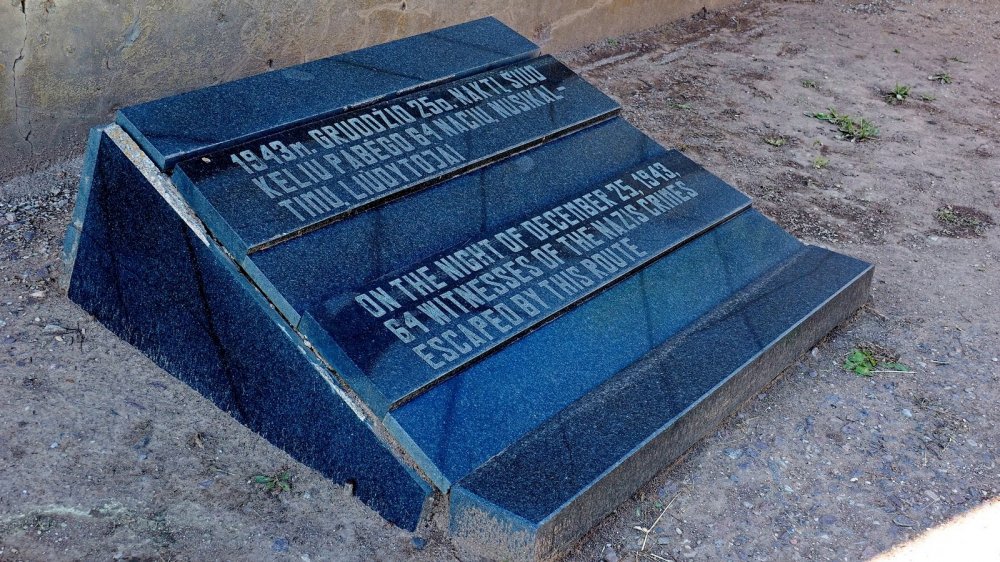 1943m. GRUODŽIO 25D. NAKTĮ, ŠIUO
KELIU PABĖGO 64 NACIŲ NUSIKAL–
TIMŲ, LIUDYTOJAI
ON THE NIGHT OF DECEMBER 25, 1943,
64 WITNESSES OF THE NAZIS CRIMES
ESCAPED BY THIS ROUTE